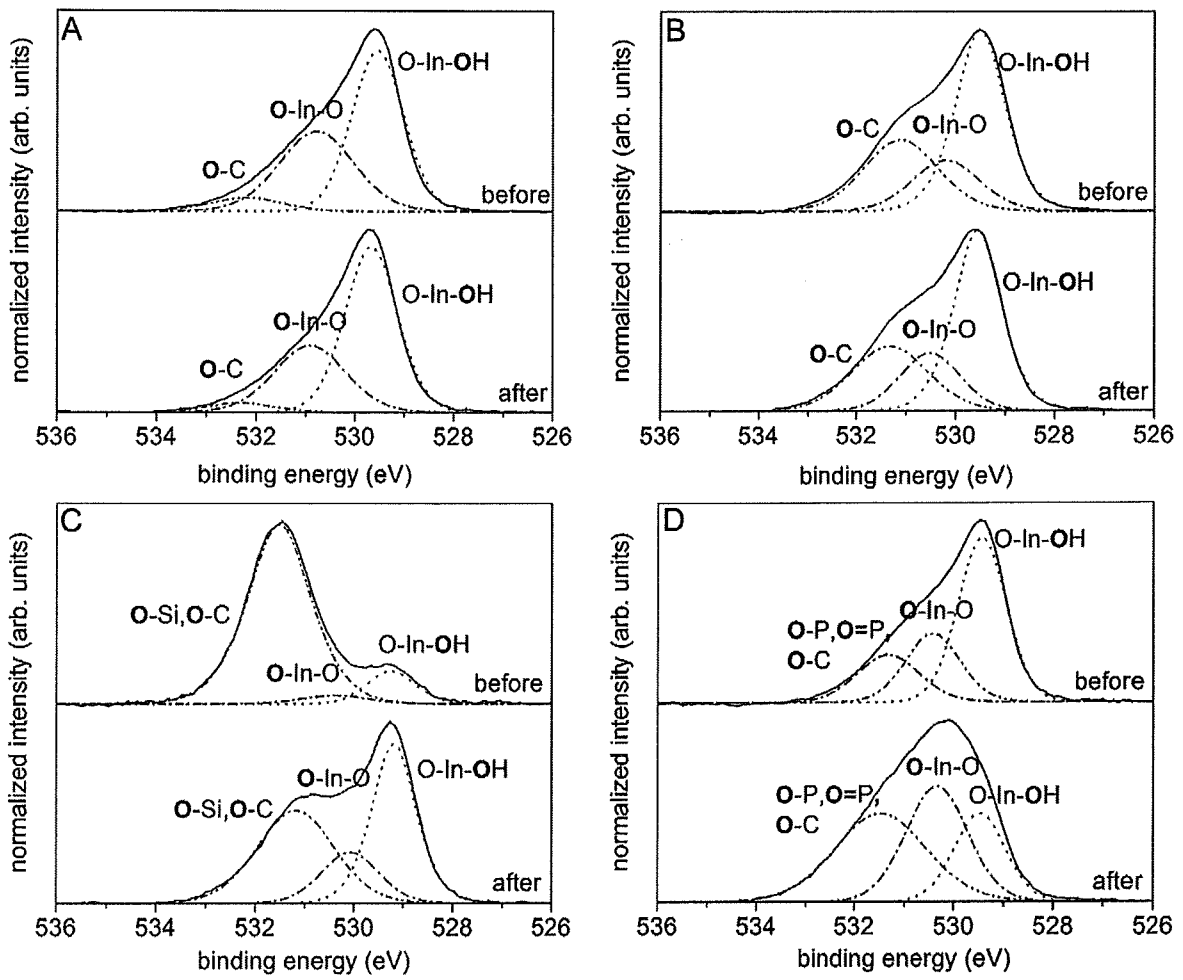 A
O-In-OH
O-In-O
O-C
before
O-In-OH
O-In-O
O-C
after
536 534 532 530 528 526
binding energy (eV)
normalized intensity (arb. units)
B
O-In-OH
O-In-O
O-C
before
O-In-OH
O-In-O
O-C
after
536 534 532 530 528 526
binding energy (eV)
normalized intensity (arb. units)
C
O-Si,O-C
O-In-OH
O-In-O
before
O-In-O
O-In-OH
O-Si,O-C
after
536 534 532 530 528 526
binding energy (eV)
normalized intensity (arb. units)
D
O-In-OH
O-In-O
O-P,O=P,
O-C
before
O-In-O
O-P,O=P,
O-In-OH
O-C
after
536 534 532 530 528 526
binding energy (eV)
normalized intensity (arb. units)